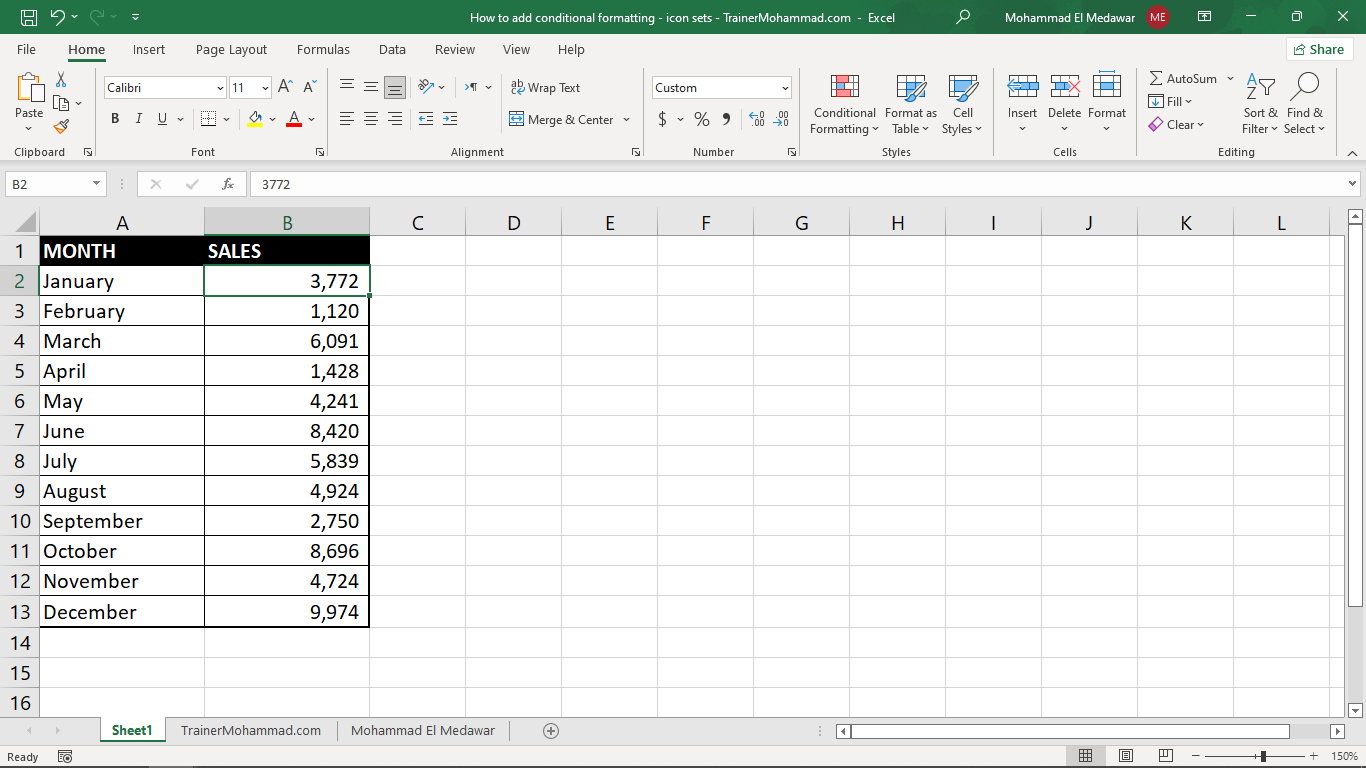 How to add conditional formatting - icon sets - TrainerMohammad.com - Excel
Mohammad El Medawar ME
File Home Insert Page Layout Formulas Data Review View Help Share
Paste
Clipboard
Calibri 11 A A
B I U A
Font
ab Wrap Text
Merge & Center
Alignment
Custom
$ % 9 .00 .00
Number
Conditional Formatting
Format as Table
Cell Styles
Styles
Insert Delete Format
Cells
AutoSum
Fill
Clear
Sort & Filter
Find & Select
Editing
B2 fx 3772
A B C D E F G H I J K L
1 MONTH SALES
2 January 3,772
3 February 1,120
4 March 6,091
5 April 1,428
6 May 4,241
7 June 8,420
8 July 5,839
9 August 4,924
10 September 2,750
11 October 8,696
12 November 4,724
13 December 9,974
14
15
16
Sheet1 TrainerMohammad.com Mohammad El Medawar
Ready 150%